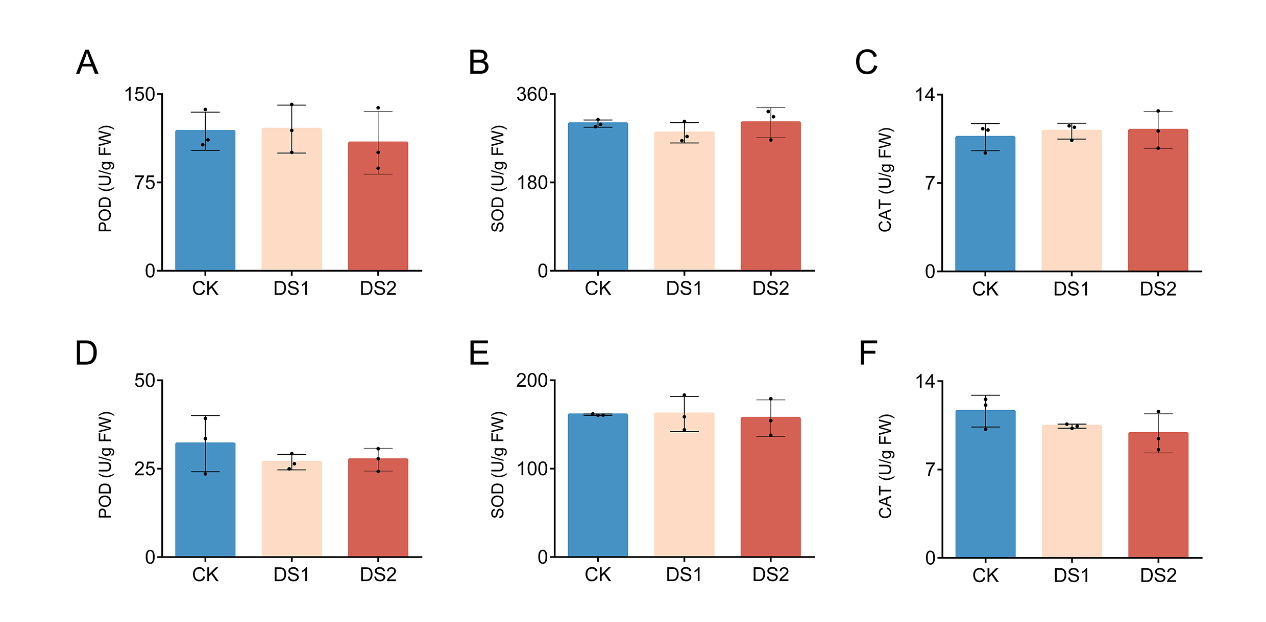 A
POD (U/g FW)
150
75
0
CK DS1 DS2
B
SOD (U/g FW)
360
180
0
CK DS1 DS2
C
CAT (U/g FW)
14
7
0
CK DS1 DS2
D
POD (U/g FW)
50
25
0
CK DS1 DS2
E
SOD (U/g FW)
200
100
0
CK DS1 DS2
F
CAT (U/g FW)
14
7
0
CK DS1 DS2